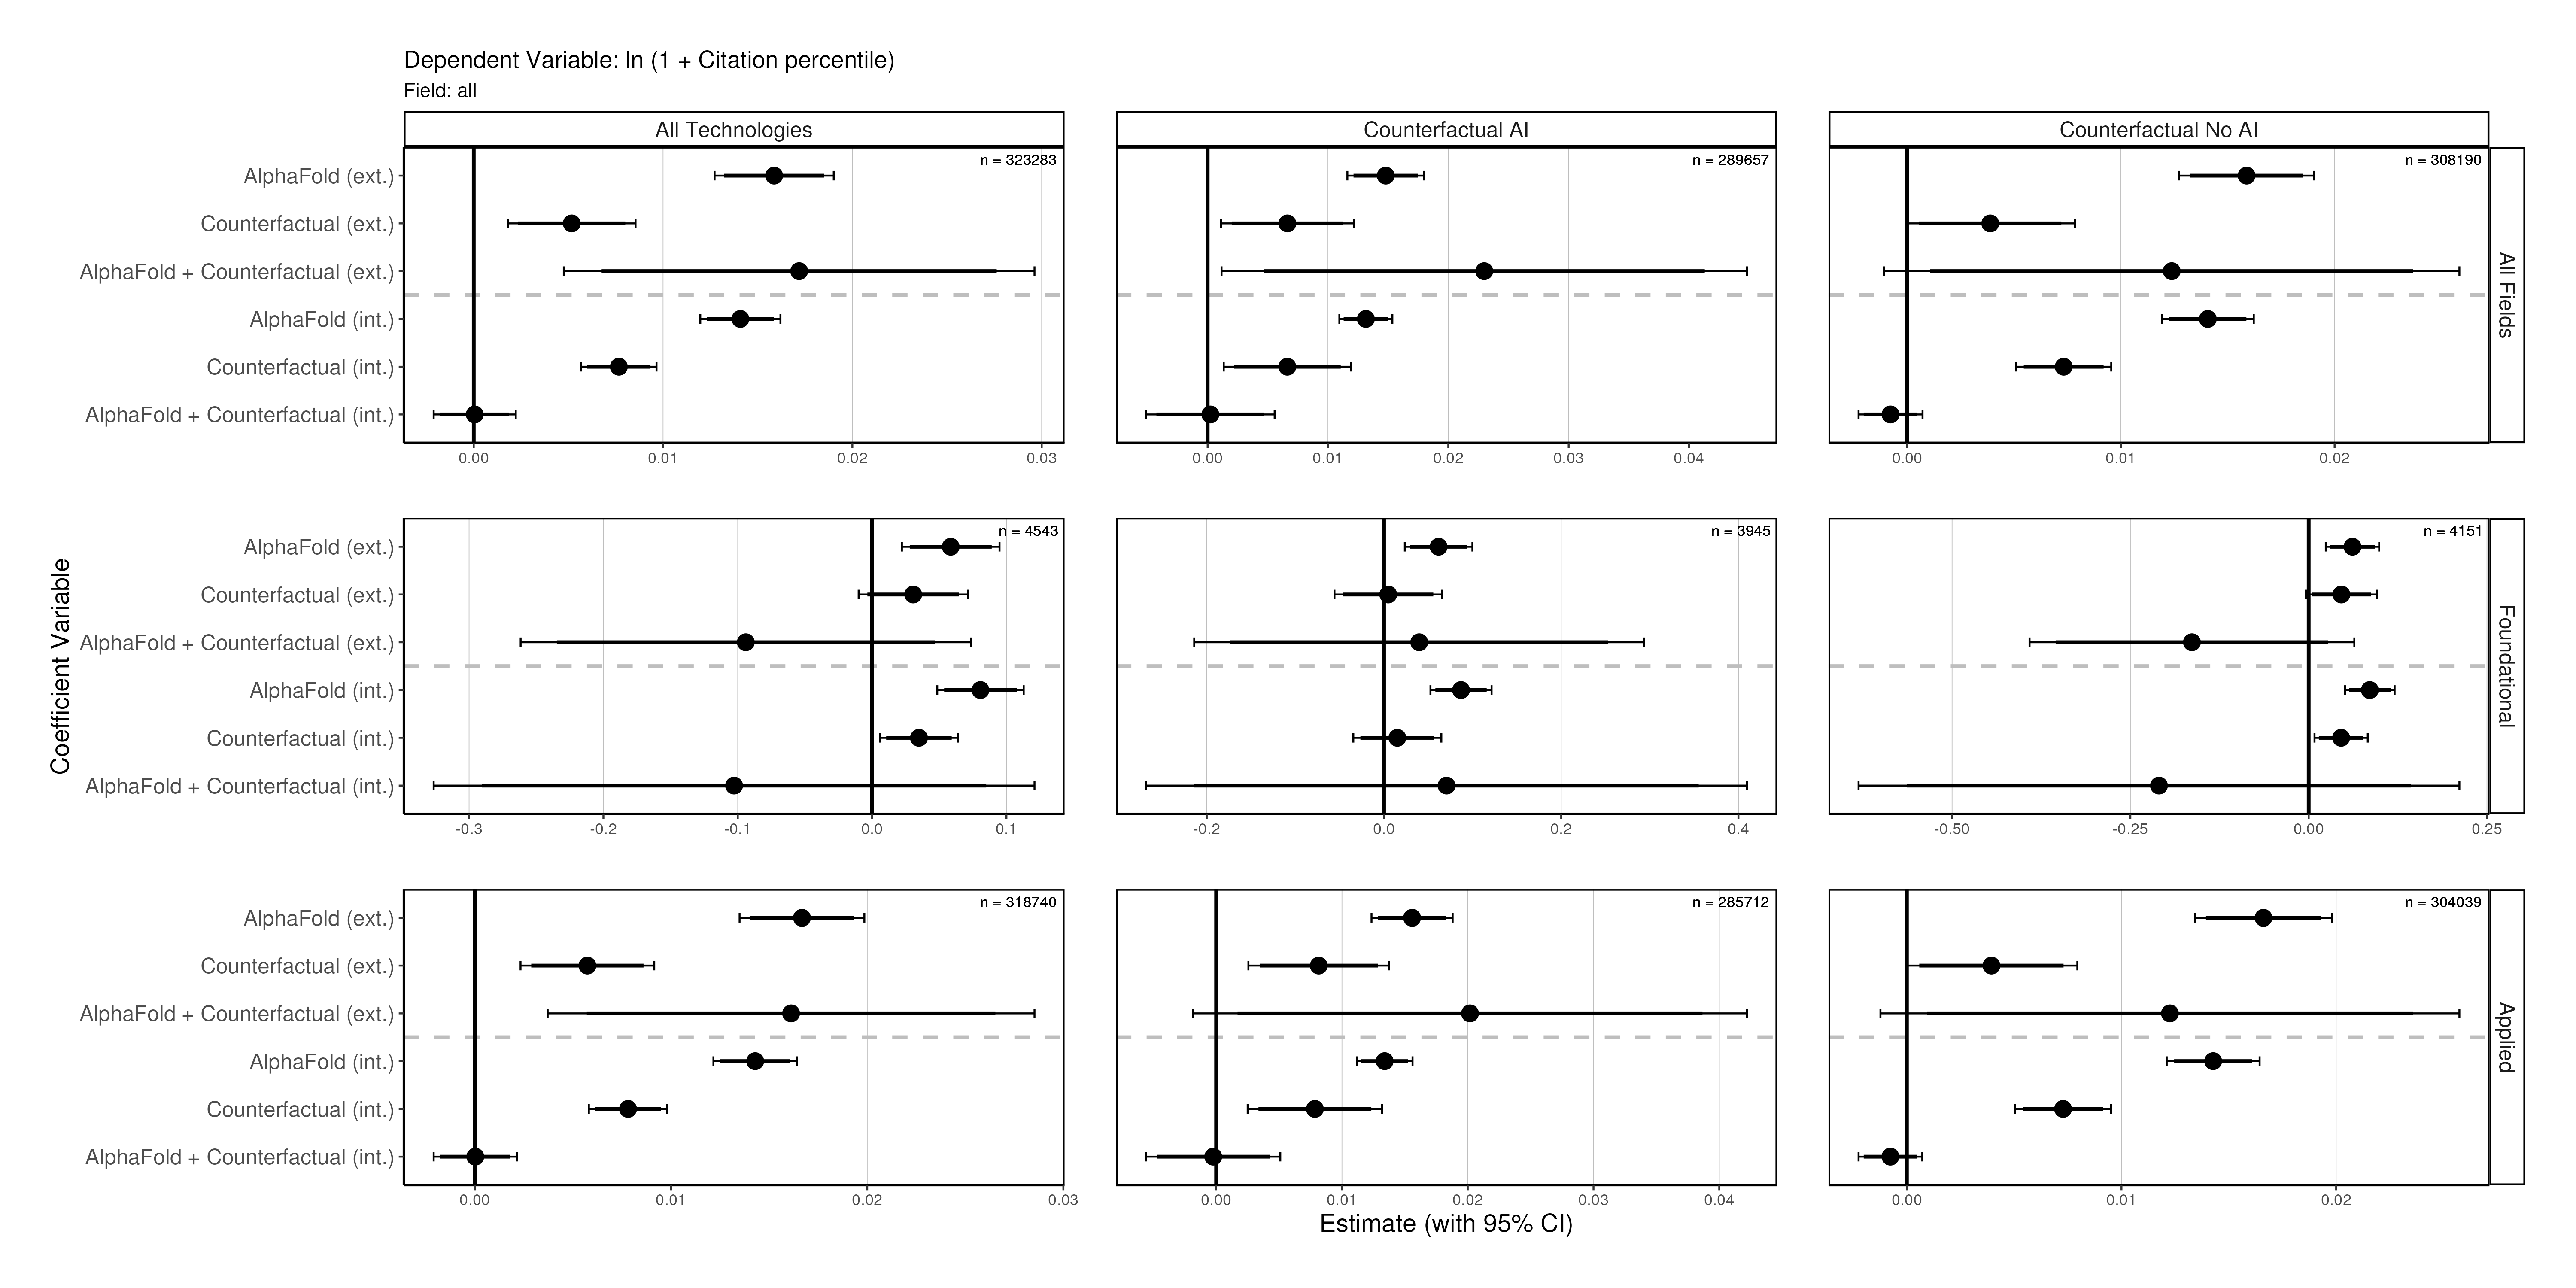 Dependent Variable: ln (1 + Citation percentile)
Field: all
All Technologies
Counterfactual AI
Counterfactual No AI
AlphaFold (ext.)
Counterfactual (ext.)
AlphaFold + Counterfactual (ext.)
AlphaFold (int.)
Counterfactual (int.)
AlphaFold + Counterfactual (int.)
n = 323283
0.00 0.01 0.02 0.03
n = 289657
0.00 0.01 0.02 0.03 0.04
n = 308190
0.00 0.01 0.02
All Fields
Coefficient Variable
AlphaFold (ext.)
Counterfactual (ext.)
AlphaFold + Counterfactual (ext.)
AlphaFold (int.)
Counterfactual (int.)
AlphaFold + Counterfactual (int.)
n = 4543
-0.3 -0.2 -0.1 0.0 0.1
n = 3945
-0.2 0.0 0.2 0.4
n = 4151
-0.50 -0.25 0.00 0.25
Foundational
AlphaFold (ext.)
Counterfactual (ext.)
AlphaFold + Counterfactual (ext.)
AlphaFold (int.)
Counterfactual (int.)
AlphaFold + Counterfactual (int.)
n = 318740
0.00 0.01 0.02 0.03
n = 285712
0.00 0.01 0.02 0.03 0.04
n = 304039
0.00 0.01 0.02
Applied
Estimate (with 95% CI)